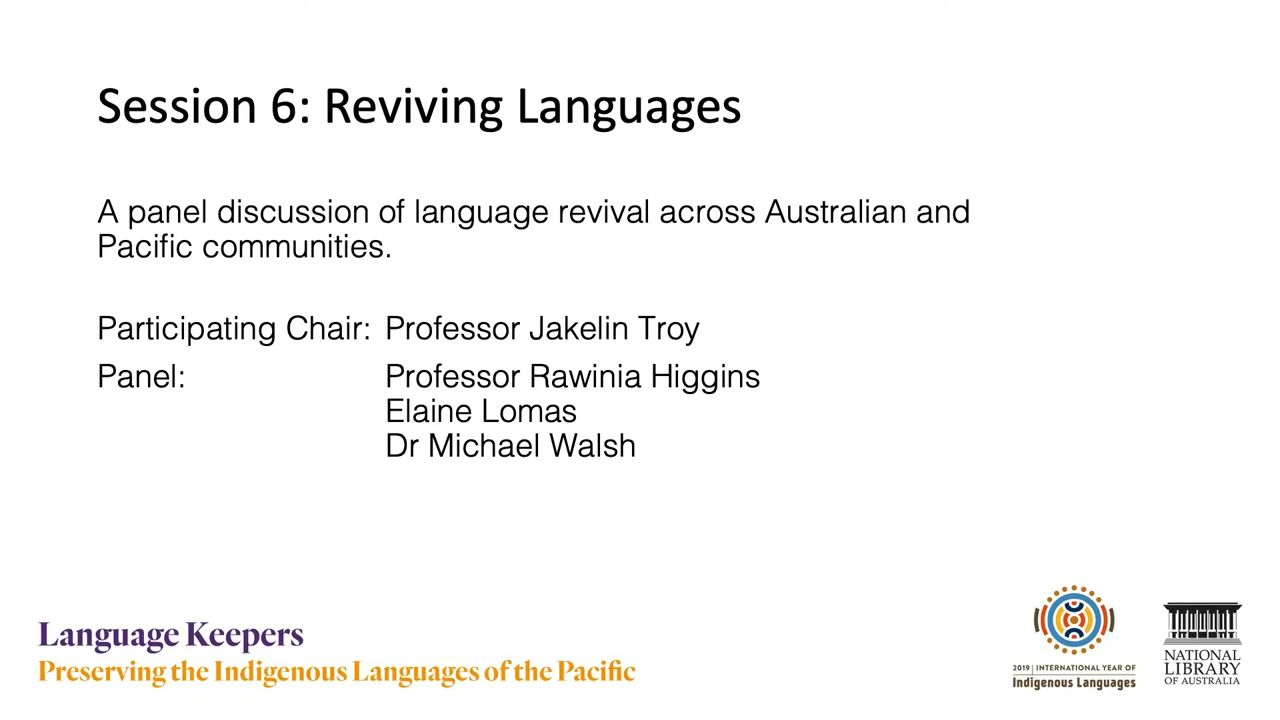 Session 6: Reviving Languages
A panel discussion of language revival across Australian and
Pacific communities.
Participating Chair: Professor Jakelin Troy
Panel: Professor Rawinia Higgins
Elaine Lomas
Dr Michael Walsh
Language Keepers
Preserving the Indigenous Languages of the Pacific
2019 | INTERNATIONAL YEAR OF
Indigenous Languages
NATIONAL
LIBRARY
OF AUSTRALIA